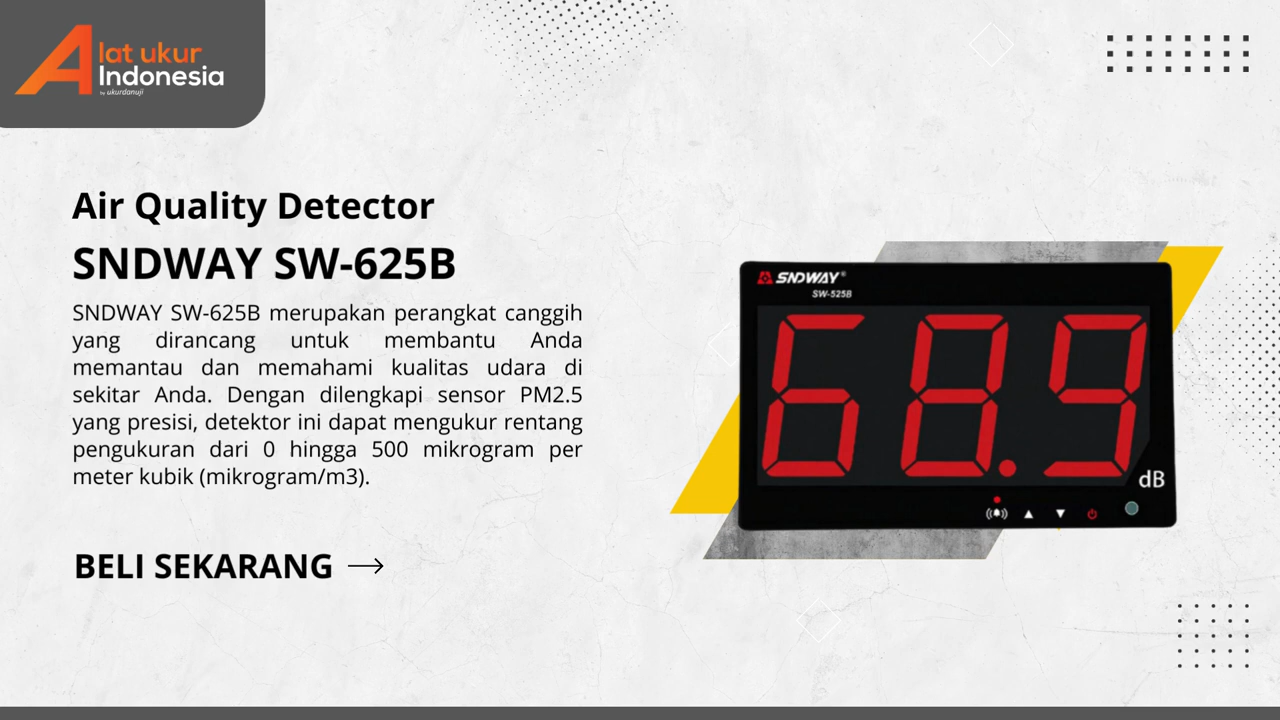 Alat ukur
Indonesia
by ukurdanuji
Air Quality Detector
SNDWAY SW-625B
SNDWAY SW-625B merupakan perangkat canggih
yang dirancang untuk membantu Anda
memantau dan memahami kualitas udara di
sekitar Anda. Dengan dilengkapi sensor PM2.5
yang presisi, detektor ini dapat mengukur rentang
pengukuran dari 0 hingga 500 mikrogram per
meter kubik (mikrogram/m3).
BELI SEKARANG
SNDWAY®
SW-525B
68.9
dB